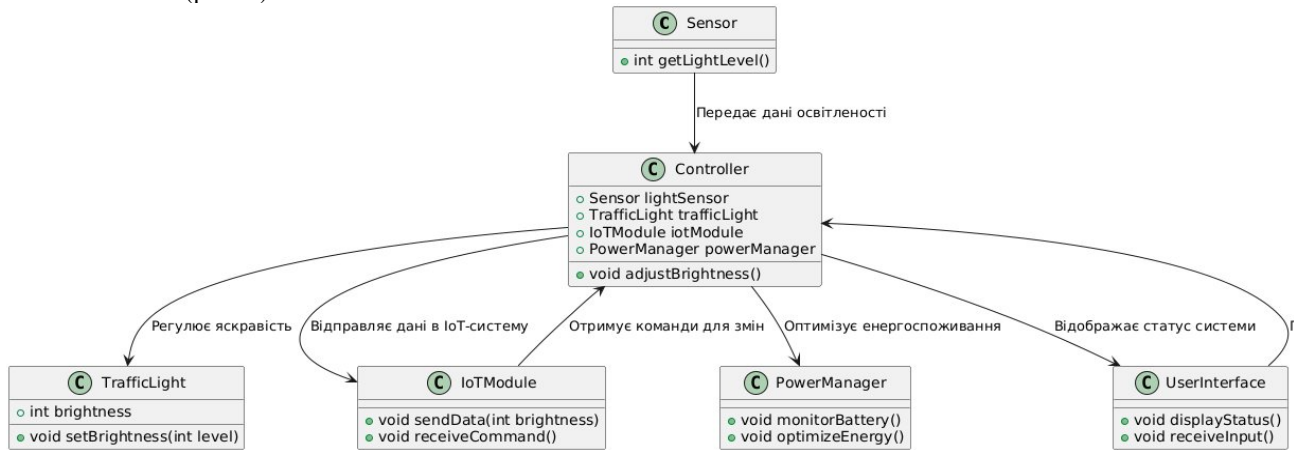 C Sensor
int getLightLevel()
Передає дані освітленості
C Controller
Sensor lightSensor
TrafficLight trafficLight
IoTModule iotModule
PowerManager powerManager
void adjustBrightness()
Регулює яскравість
Відправляє дані в IoT-систему
Отримує команди для змін
Оптимізує енергоспоживання
Відображає статус системи
C TrafficLight
int brightness
void setBrightness(int level)
C IoTModule
void sendData(int brightness)
void receiveCommand()
C PowerManager
void monitorBattery()
void optimizeEnergy()
C UserInterface
void displayStatus()
void receiveInput()